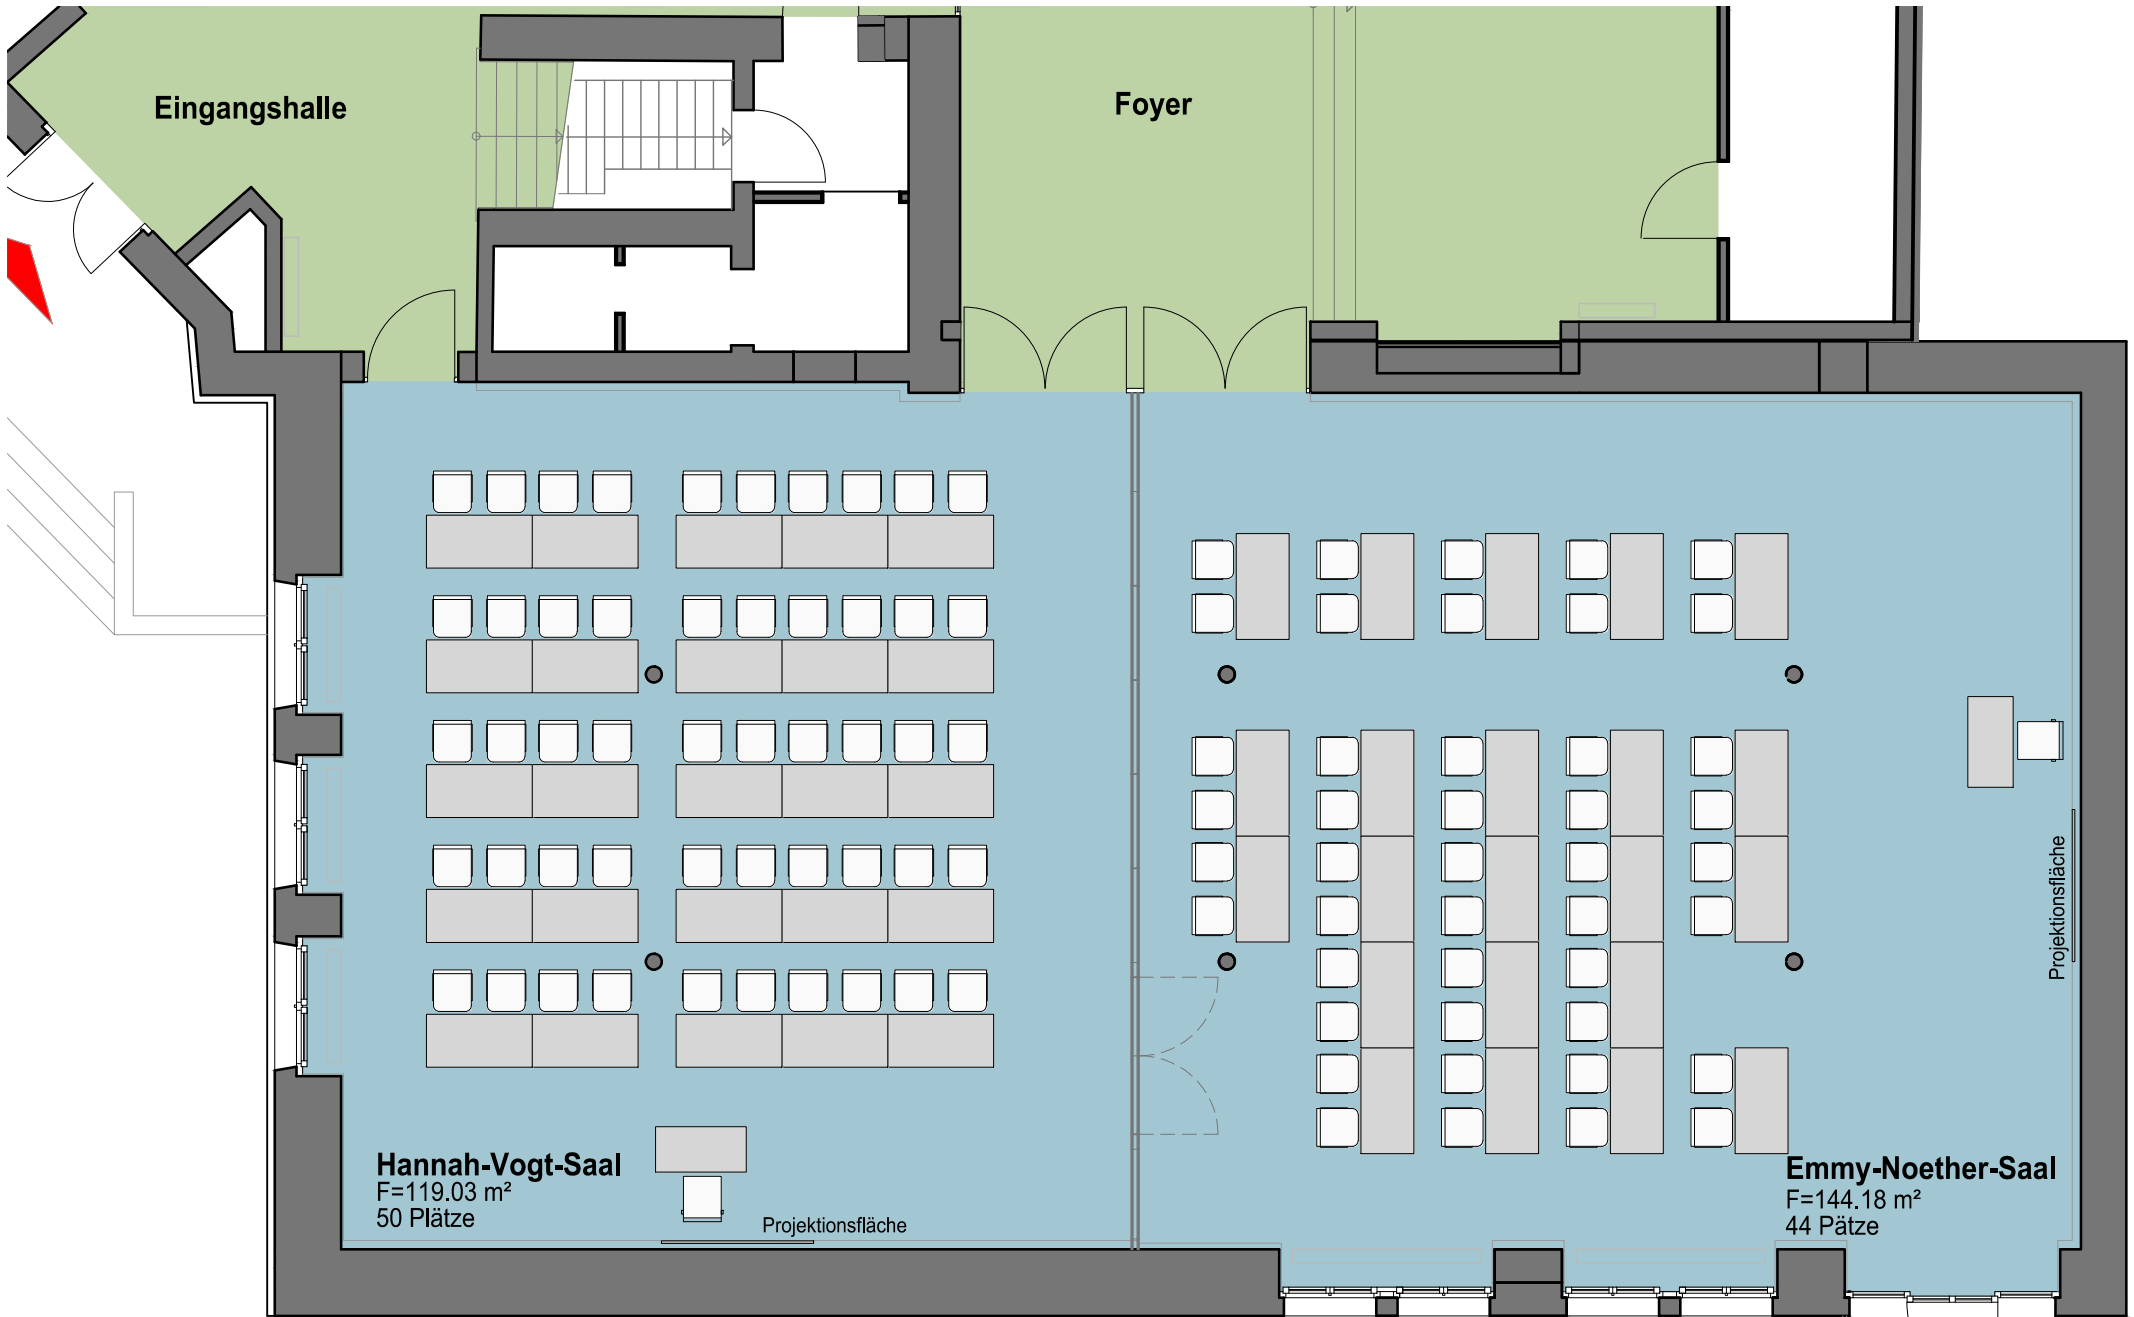 Eingangshalle
Foyer
Hannah-Vogt-Saal
F=119.03 m²
50 Plätze
Projektionsfläche
Projektionsfläche
Emmy-Noether-Saal
F=144.18 m²
44 Pätze